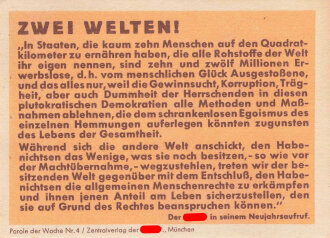 ZWEI WELTEN!
„In Staaten, die kaum zehn Menschen auf den Quadrat-
kilometer zu ernähren haben, die alle Rohstoffe der Welt
ihr eigen nennen, sind zehn und zwölf Millionen Er-
werbslose, d. h. vom menschlichen Glück Ausgestoßene,
und das alles nur, weil die Gewinnsucht, Korruption, Träg-
heit, aber auch Dummheit der Herrschenden in diesen
plutokratischen Demokratien alle Methoden und Maß-
nahmen ablehnen, die dem schrankenlosen Egoismus des
einzelnen Hemmungen auferlegen könnten zugunsten
des Lebens der Gesamtheit.
Während sich die andere Welt anschickt, den Habe-
nichtsen das Wenige, was sie noch besitzen, - so wie vor
der Machtübernahme, - wegzustehlen, treten wir der be-
sitzenden Welt gegenüber mit dem Entschluß, den Habe-
nichtsen die allgemeinen Menschenrechte zu erkämpfen
und ihnen jenen Anteil am Leben sicherzustellen, den
sie auf Grund des Rechtes beanspruchen können.“
Der in seinem Neujahrsaufruf.
Parole der Woche Nr. 4 / Zentralverlag der ., München